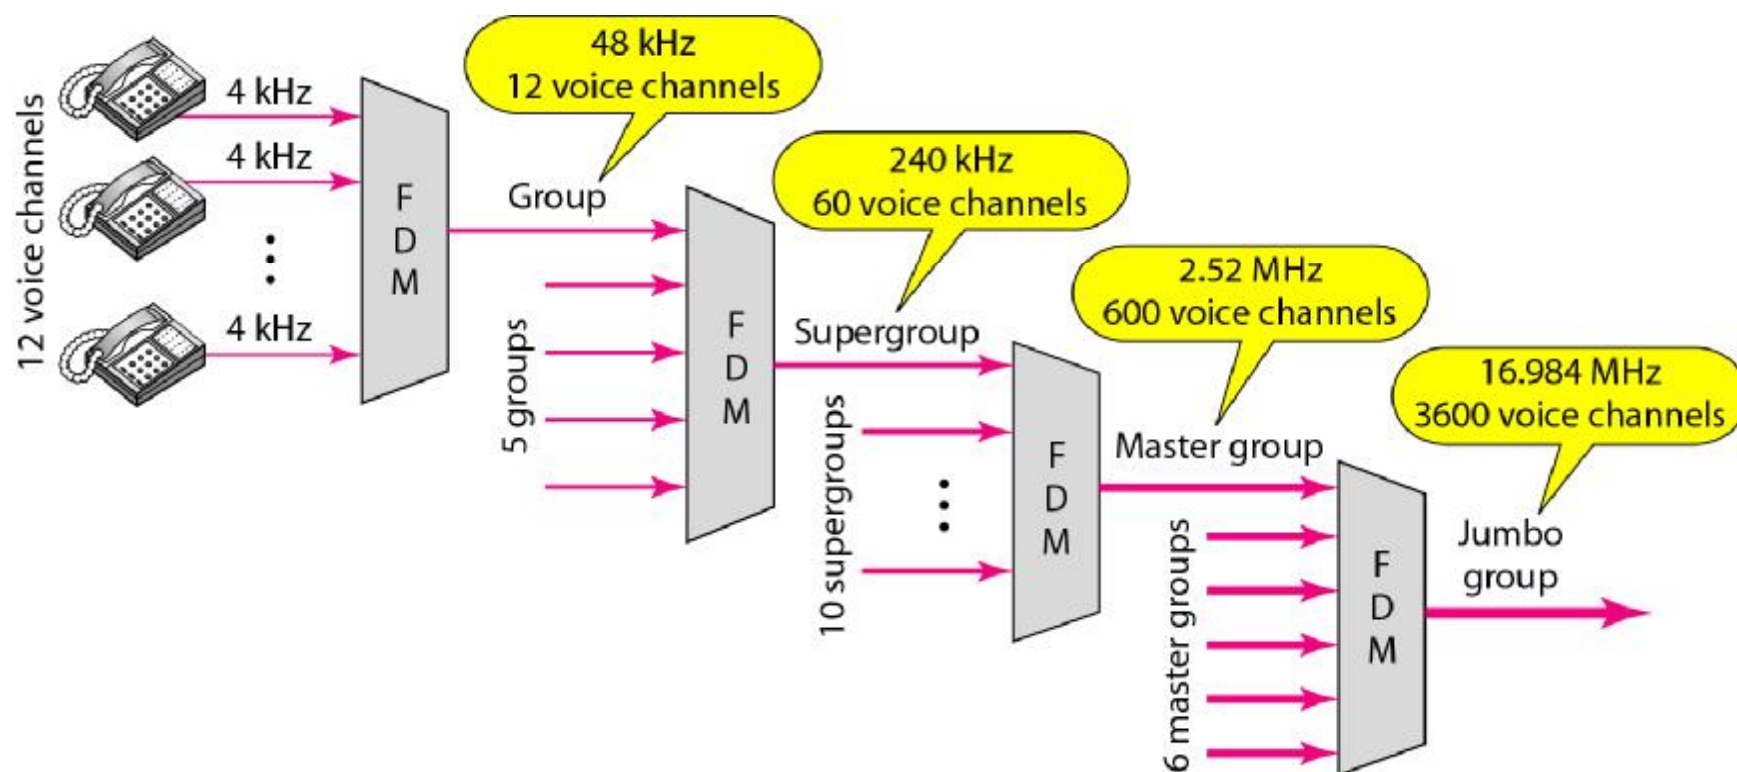 12 voice channels
4 kHz
4 kHz
4 kHz
F
D
M
48 kHz
12 voice channels
Group
5 groups
F
D
M
240 kHz
60 voice channels
Supergroup
10 supergroups
F
D
M
2.52 MHz
600 voice channels
Master group
6 master groups
F
D
M
16.984 MHz
3600 voice channels
Jumbo
group